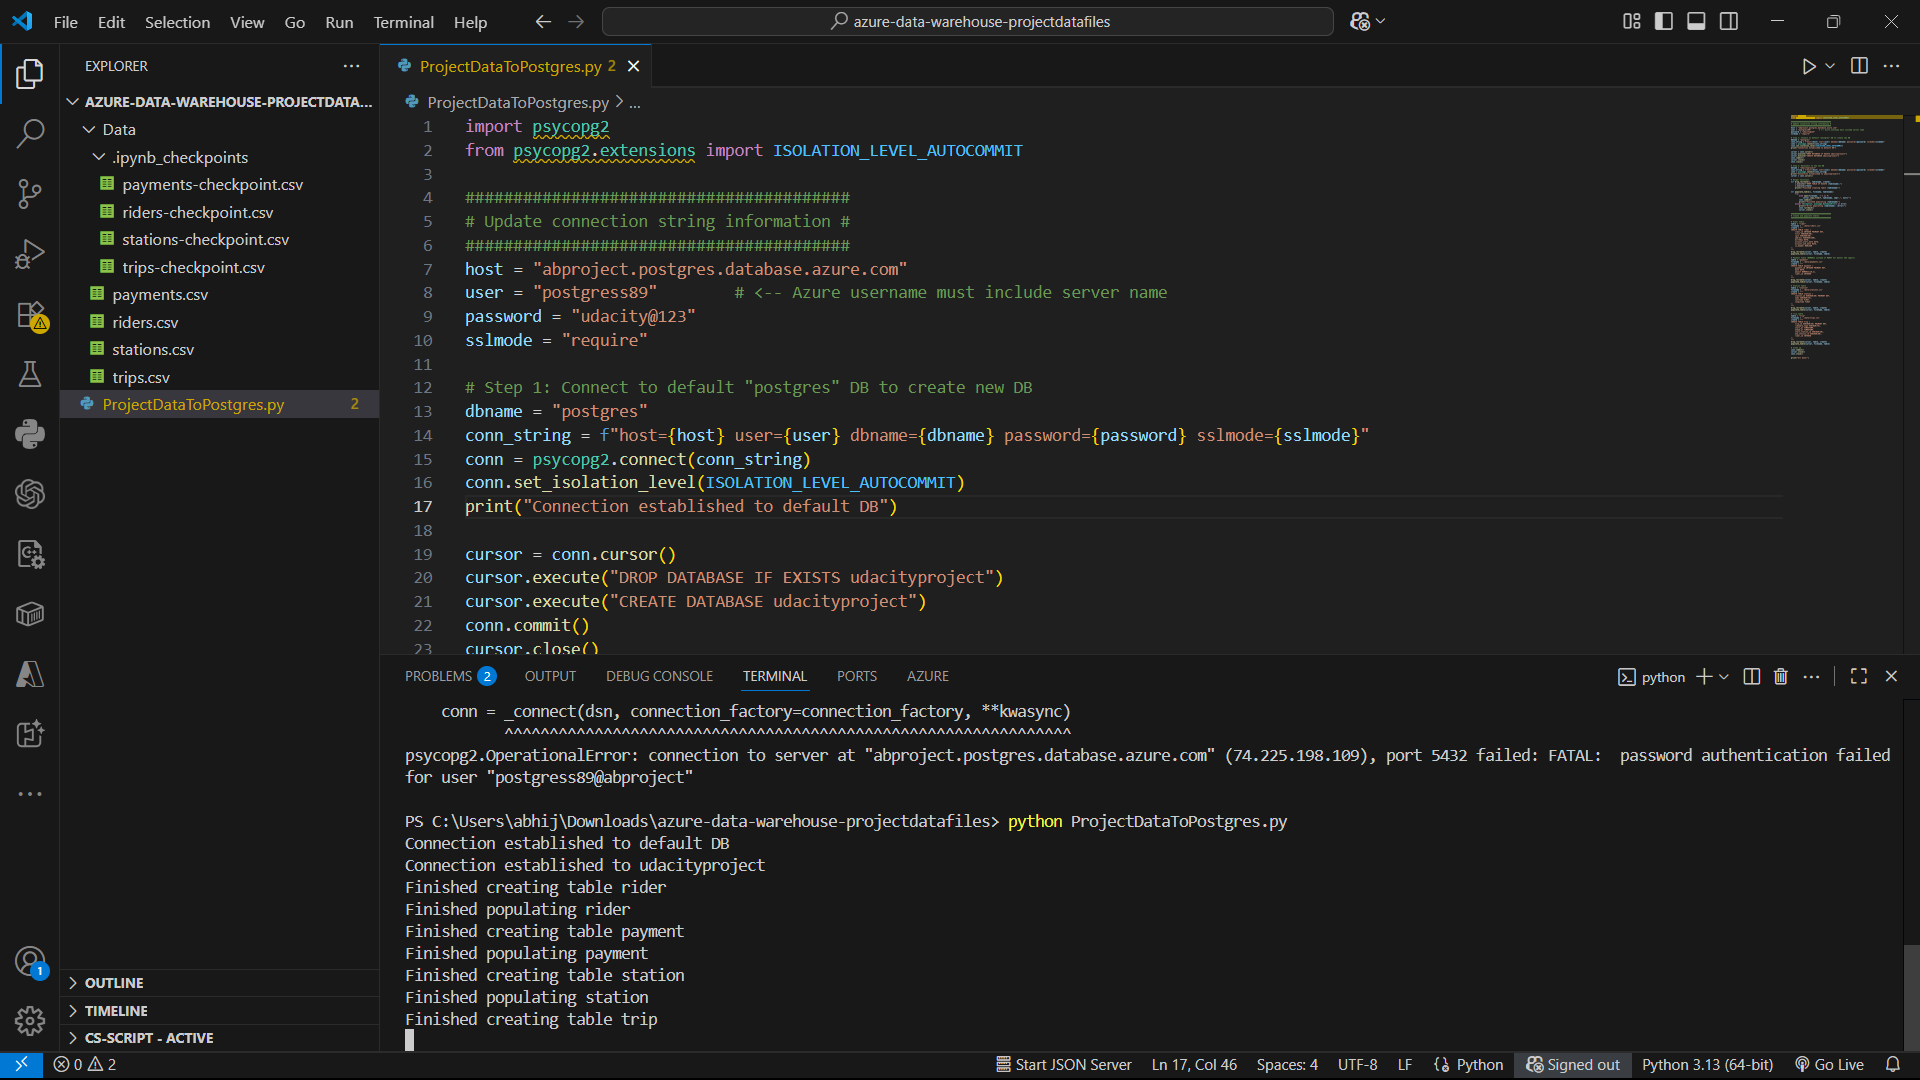 File Edit Selection View Go Run Terminal Help
azure-data-warehouse-projectdatafiles
EXPLORER
AZURE-DATA-WAREHOUSE-PROJECTDATA...
Data
.ipynb_checkpoints
payments-checkpoint.csv
riders-checkpoint.csv
stations-checkpoint.csv
trips-checkpoint.csv
payments.csv
riders.csv
stations.csv
trips.csv
ProjectDataToPostgres.py 2
OUTLINE
TIMELINE
CS-SCRIPT - ACTIVE
ProjectDataToPostgres.py 2
ProjectDataToPostgres.py > ...
1 import psycopg2
2 from psycopg2.extensions import ISOLATION_LEVEL_AUTOCOMMIT
3
4 ########################################
5 # Update connection string information #
6 ########################################
7 host = "abproject.postgres.database.azure.com"
8 user = "postgress89"        # <-- Azure username must include server name
9 password = "udacity@123"
10 sslmode = "require"
11
12 # Step 1: Connect to default "postgres" DB to create new DB
13 dbname = "postgres"
14 conn_string = f"host={host} user={user} dbname={dbname} password={password} sslmode={sslmode}"
15 conn = psycopg2.connect(conn_string)
16 conn.set_isolation_level(ISOLATION_LEVEL_AUTOCOMMIT)
17 print("Connection established to default DB")
18
19 cursor = conn.cursor()
20 cursor.execute("DROP DATABASE IF EXISTS udacityproject")
21 cursor.execute("CREATE DATABASE udacityproject")
22 conn.commit()
23 cursor.close()
PROBLEMS 2 OUTPUT DEBUG CONSOLE TERMINAL PORTS AZURE
python
conn = _connect(dsn, connection_factory=connection_factory, **kwasync)
^^^^^^^^^^^^^^^^^^^^^^^^^^^^^^^^^^^^^^^^^^^^^^^^^^^^^^^^^^^^^^^
psycopg2.OperationalError: connection to server at "abproject.postgres.database.azure.com" (74.225.198.109), port 5432 failed: FATAL:  password authentication failed
for user "postgress89@abproject"
PS C:\Users\abhij\Downloads\azure-data-warehouse-projectdatafiles> python ProjectDataToPostgres.py
Connection established to default DB
Connection established to udacityproject
Finished creating table rider
Finished populating rider
Finished creating table payment
Finished populating payment
Finished creating table station
Finished populating station
Finished creating table trip
1
0 2
Start JSON Server Ln 17, Col 46 Spaces: 4 UTF-8 LF {} Python Signed out Python 3.13 (64-bit) Go Live